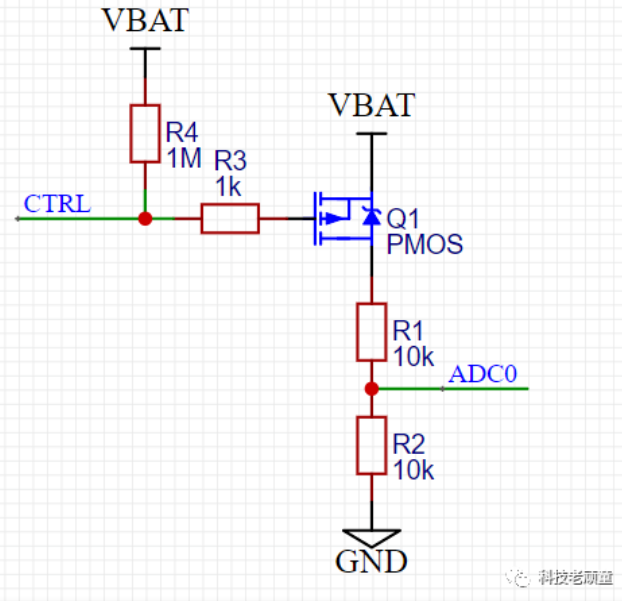 VBAT
R4
1M
R3
1k
CTRL
VBAT
Q1
PMOS
R1
10k
ADC0
R2
10k
GND
科技老顽童